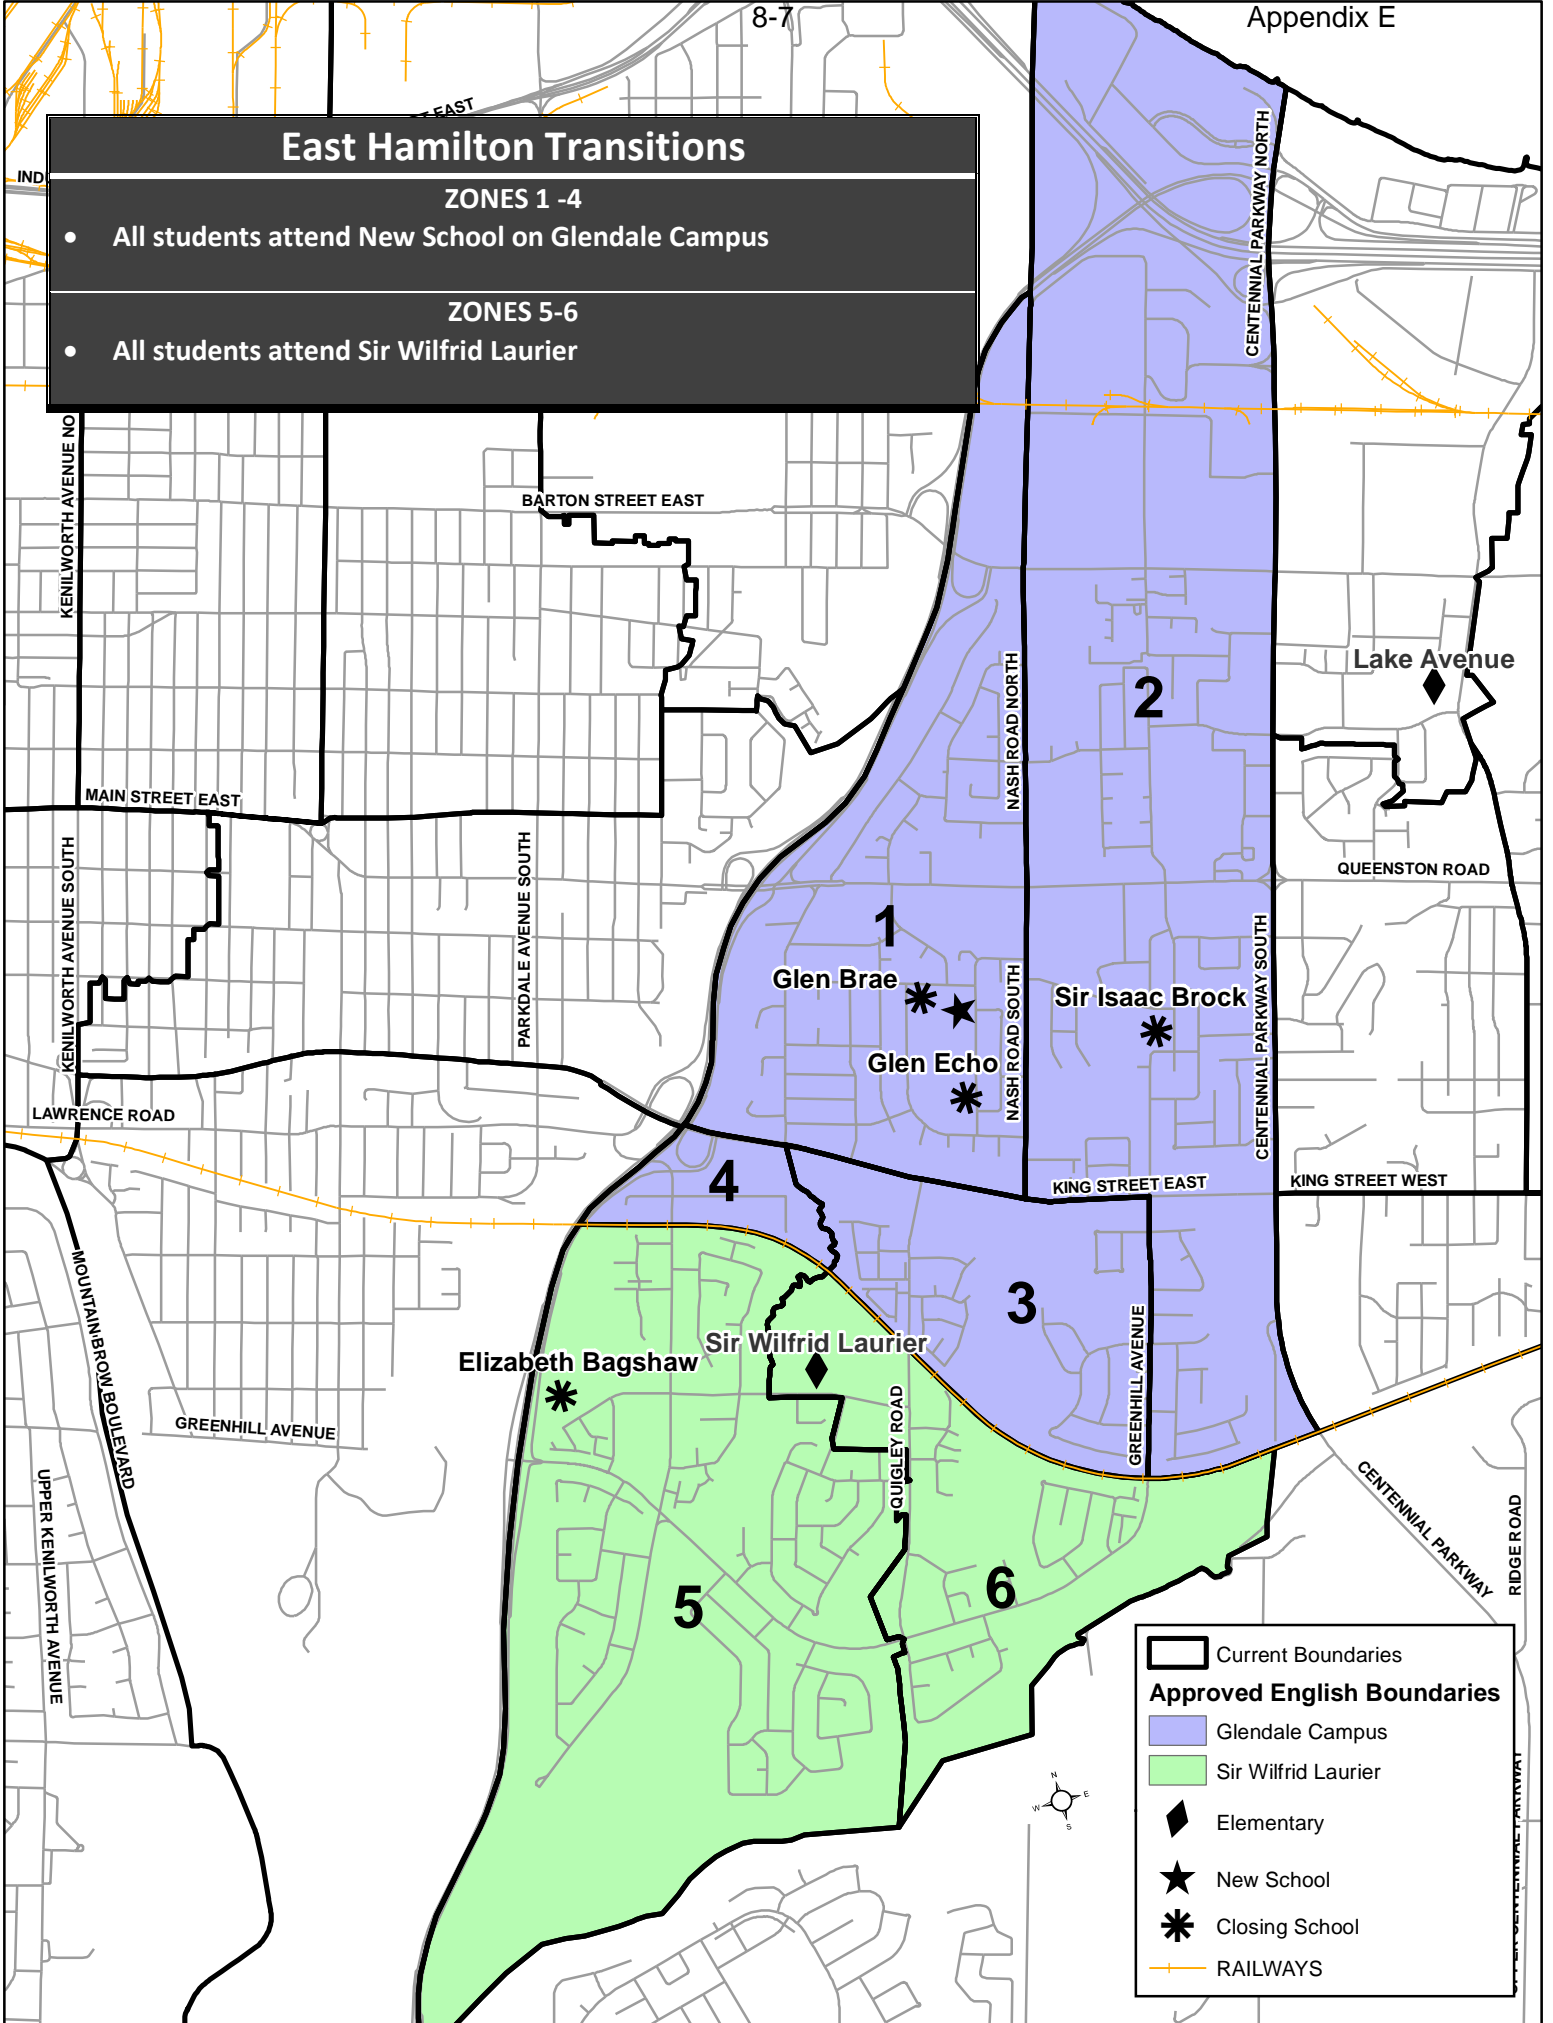 8-7
Appendix E
EAST
East Hamilton Transitions
ZONES 1 -4
• All students attend New School on Glendale Campus
ZONES 5-6
• All students attend Sir Wilfrid Laurier
CENTENNIAL PARKWAY NORTH
BARTON STREET EAST
KENILWORTH AVENUE NO
Lake Avenue
2
NASH ROAD NORTH
MAIN STREET EAST
QUEENSTON ROAD
KENILWORTH AVENUE SOUTH
PARKDALE AVENUE SOUTH
1
Glen Brae
Sir Isaac Brock
Glen Echo
NASH ROAD SOUTH
CENTENNIAL PARKWAY SOUTH
LAWRENCE ROAD
4
KING STREET EAST
KING STREET WEST
3
MOUNTAIN BROW BOULEVARD
Sir Wilfrid Laurier
Elizabeth Bagshaw
GREENHILL AVENUE
GREENHILL AVENUE
QUIGLEY ROAD
UPPER KENILWORTH AVENUE
CENTENNIAL PARKWAY
RIDGE ROAD
5
6
Current Boundaries
Approved English Boundaries
Glendale Campus
Sir Wilfrid Laurier
Elementary
New School
Closing School
RAILWAYS
N
E
W
S